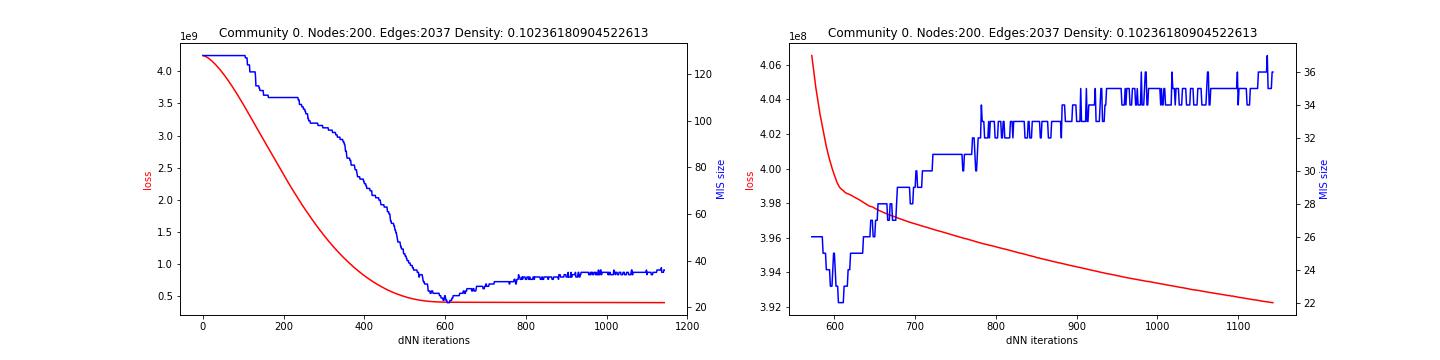 Community 0. Nodes:200. Edges:2037 Density: 0.10236180904522613
1e9
4.0
3.5
3.0
2.5
2.0
1.5
1.0
0.5
loss
120
100
80
60
40
20
MIS size
0 200 400 600 800 1000 1200
dNN iterations
Community 0. Nodes:200. Edges:2037 Density: 0.10236180904522613
1e8
4.06
4.04
4.02
4.00
3.98
3.96
3.94
3.92
loss
36
34
32
30
28
26
24
22
MIS size
600 700 800 900 1000 1100
dNN iterations